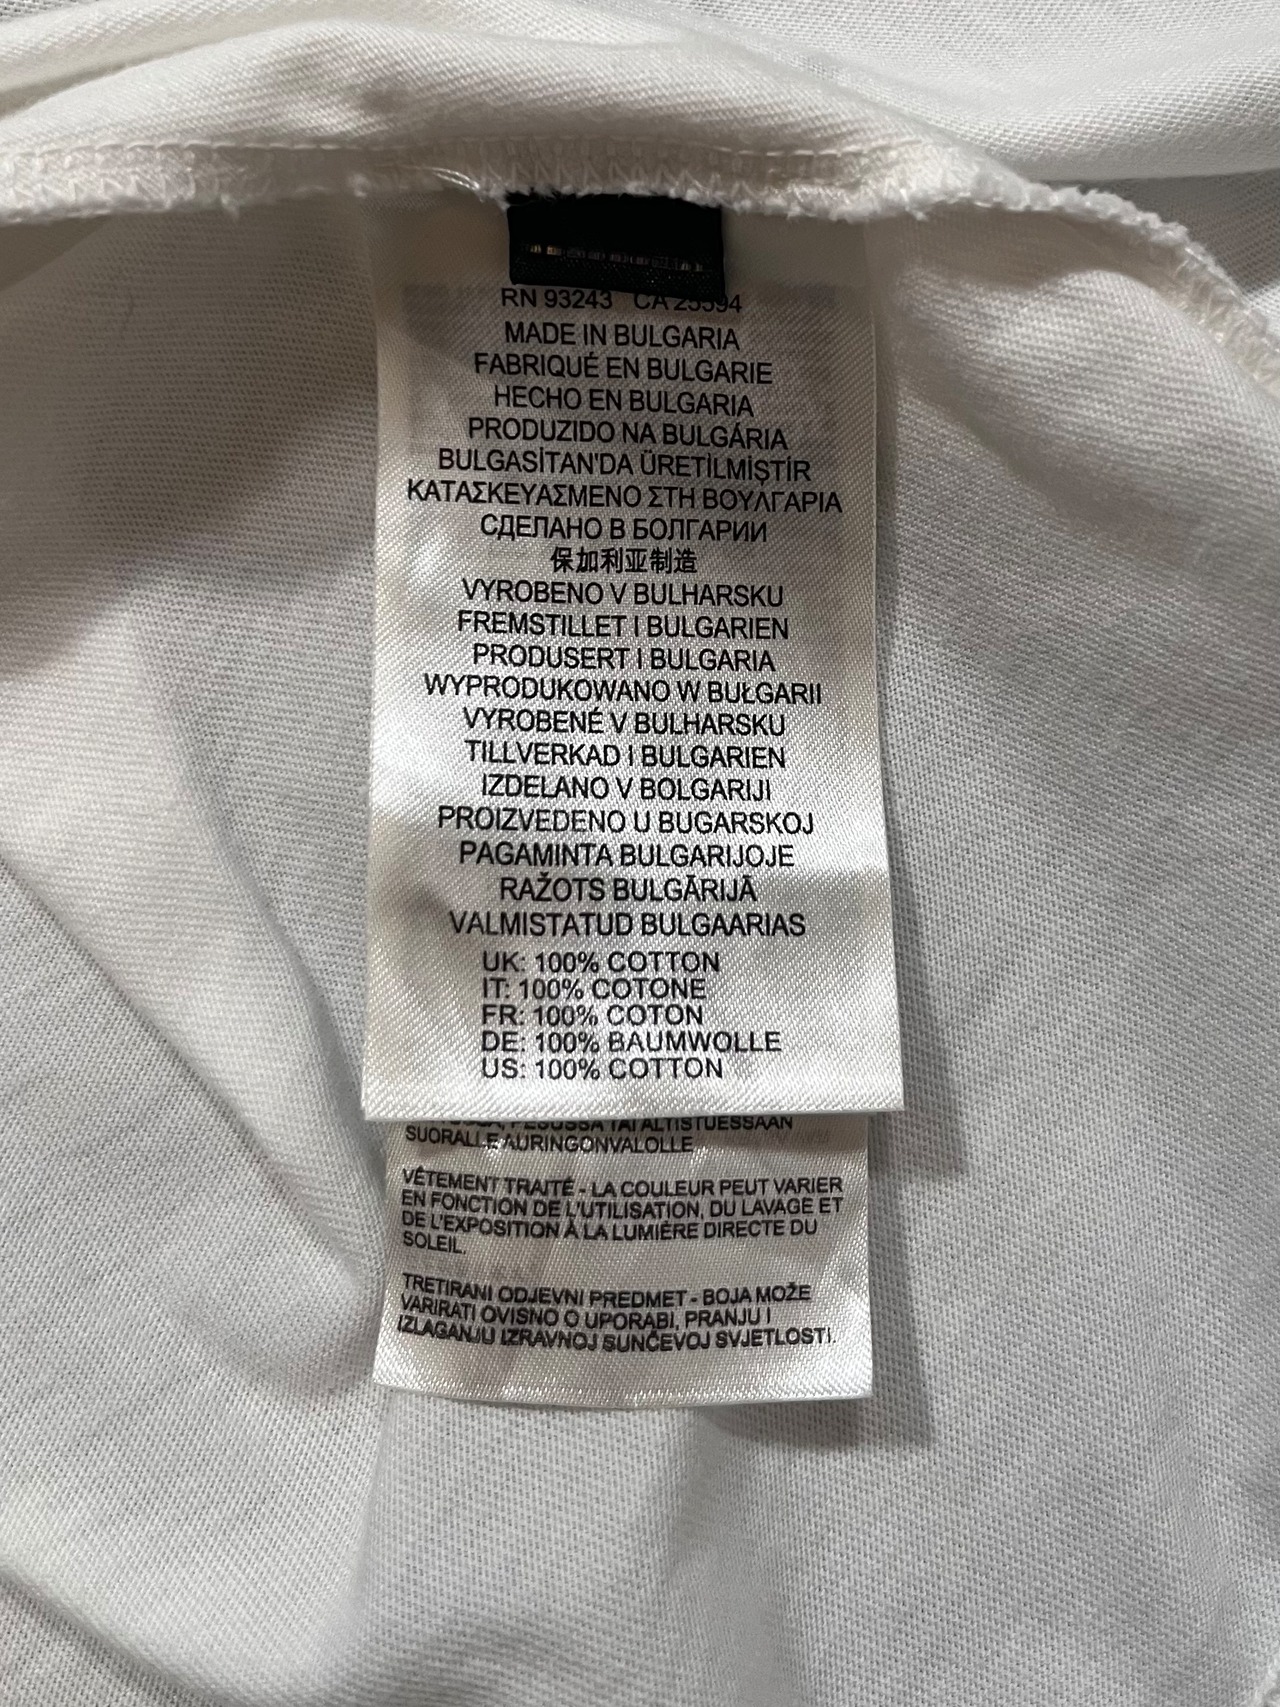 RN 93243 CA 25594
MADE IN BULGARIA
FABRIQUÉ EN BULGARIE
HECHO EN BULGARIA
PRODUZIDO NA BULGÁRIA
BULGASİTAN'DA ÜRETİLMİŞTİR
ΚΑΤΑΣΚΕΥΑΣΜΕΝΟ ΣΤΗ ΒΟΥΛΓΑΡΙΑ
СДЕЛАНО В БОЛГАРИИ
保加利亚制造
VYROBENO V BULHARSKU
FREMSTILLET I BULGARIEN
PRODUSERT I BULGARIA
WYPRODUKOWANO W BUŁGARII
VYROBENÉ V BULHARSKU
TILLVERKAD I BULGARIEN
IZDELANO V BOLGARIJI
PROIZVEDENO U BUGARSKOJ
PAGAMINTA BULGARIJOJE
RAŽOTS BULGĀRIJĀ
VALMISTATUD BULGAARIAS
UK: 100% COTTON
IT: 100% COTONE
FR: 100% COTON
DE: 100% BAUMWOLLE
US: 100% COTTON
PESUSSA TAI ALTISTUESSAAN
SUORALLE AURINGONVALOLLE
VÊTEMENT TRAITÉ - LA COULEUR PEUT VARIER
EN FONCTION DE L'UTILISATION, DU LAVAGE ET
DE L'EXPOSITION À LA LUMIÈRE DIRECTE DU
SOLEIL.
TRETIRANI ODJEVNI PREDMET - BOJA MOŽE
VARIRATI OVISNO O UPORABI, PRANJU I
IZLAGANJU IZRAVNOJ SUNČEVOJ SVJETLOSTI.